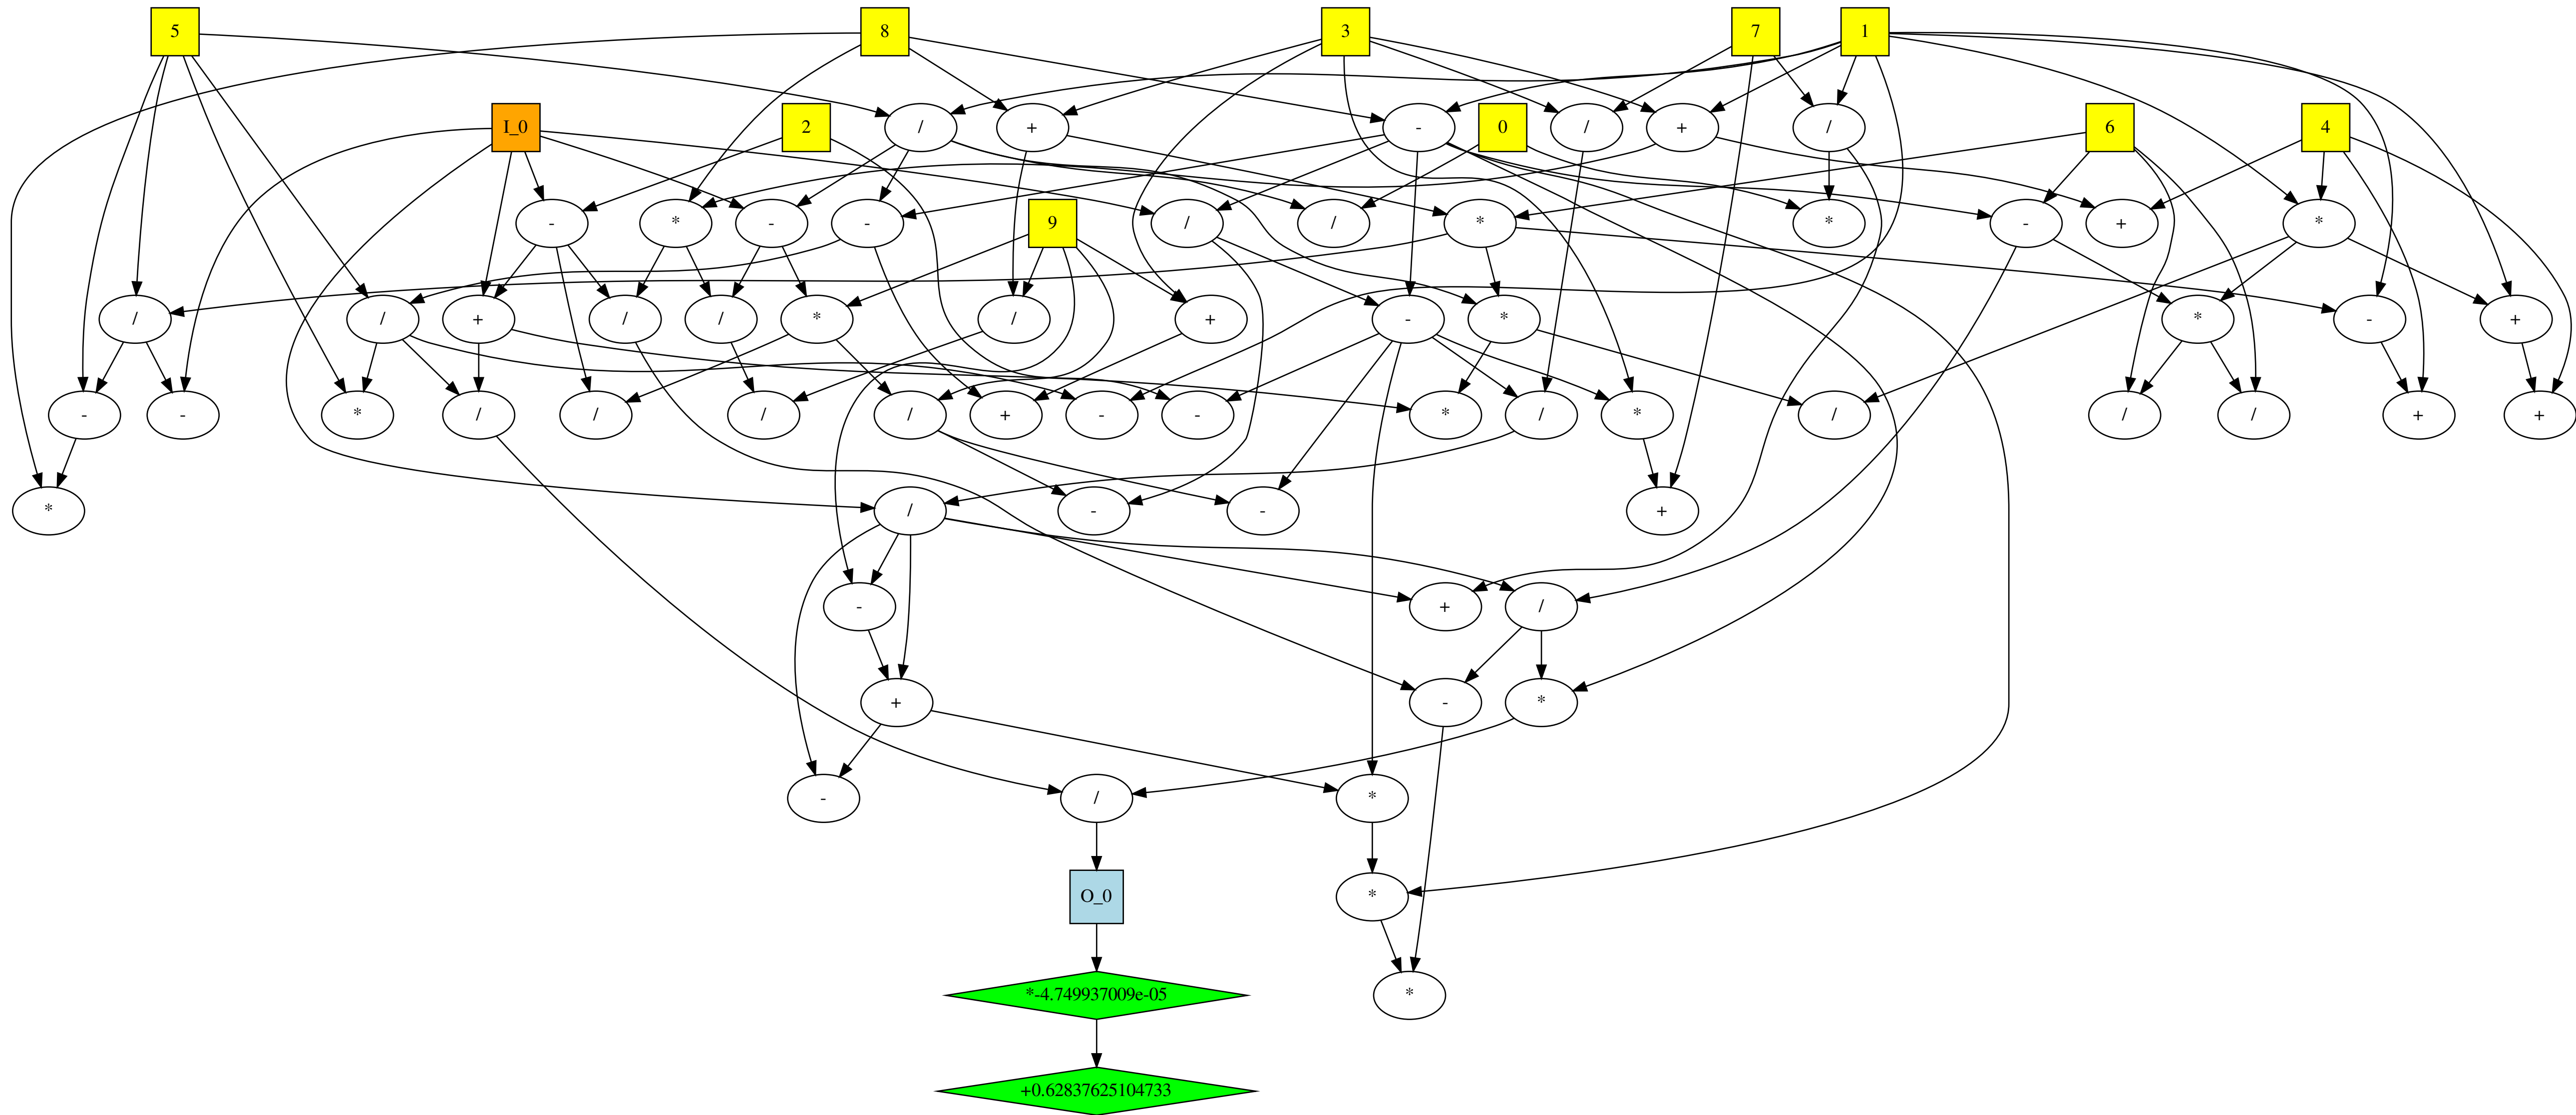 5 8 3 7 1
I_0 2 / + - 0 / + / 6 4
- * - - 9 / / * * - + *
/ / + / / * / + - * * - +
- - * / / / / + - - * / * / / / + +
* / - - +
- + /
+ - *
- / *
O_0 *
*-4.749937009e-05 *
+0.62837625104733